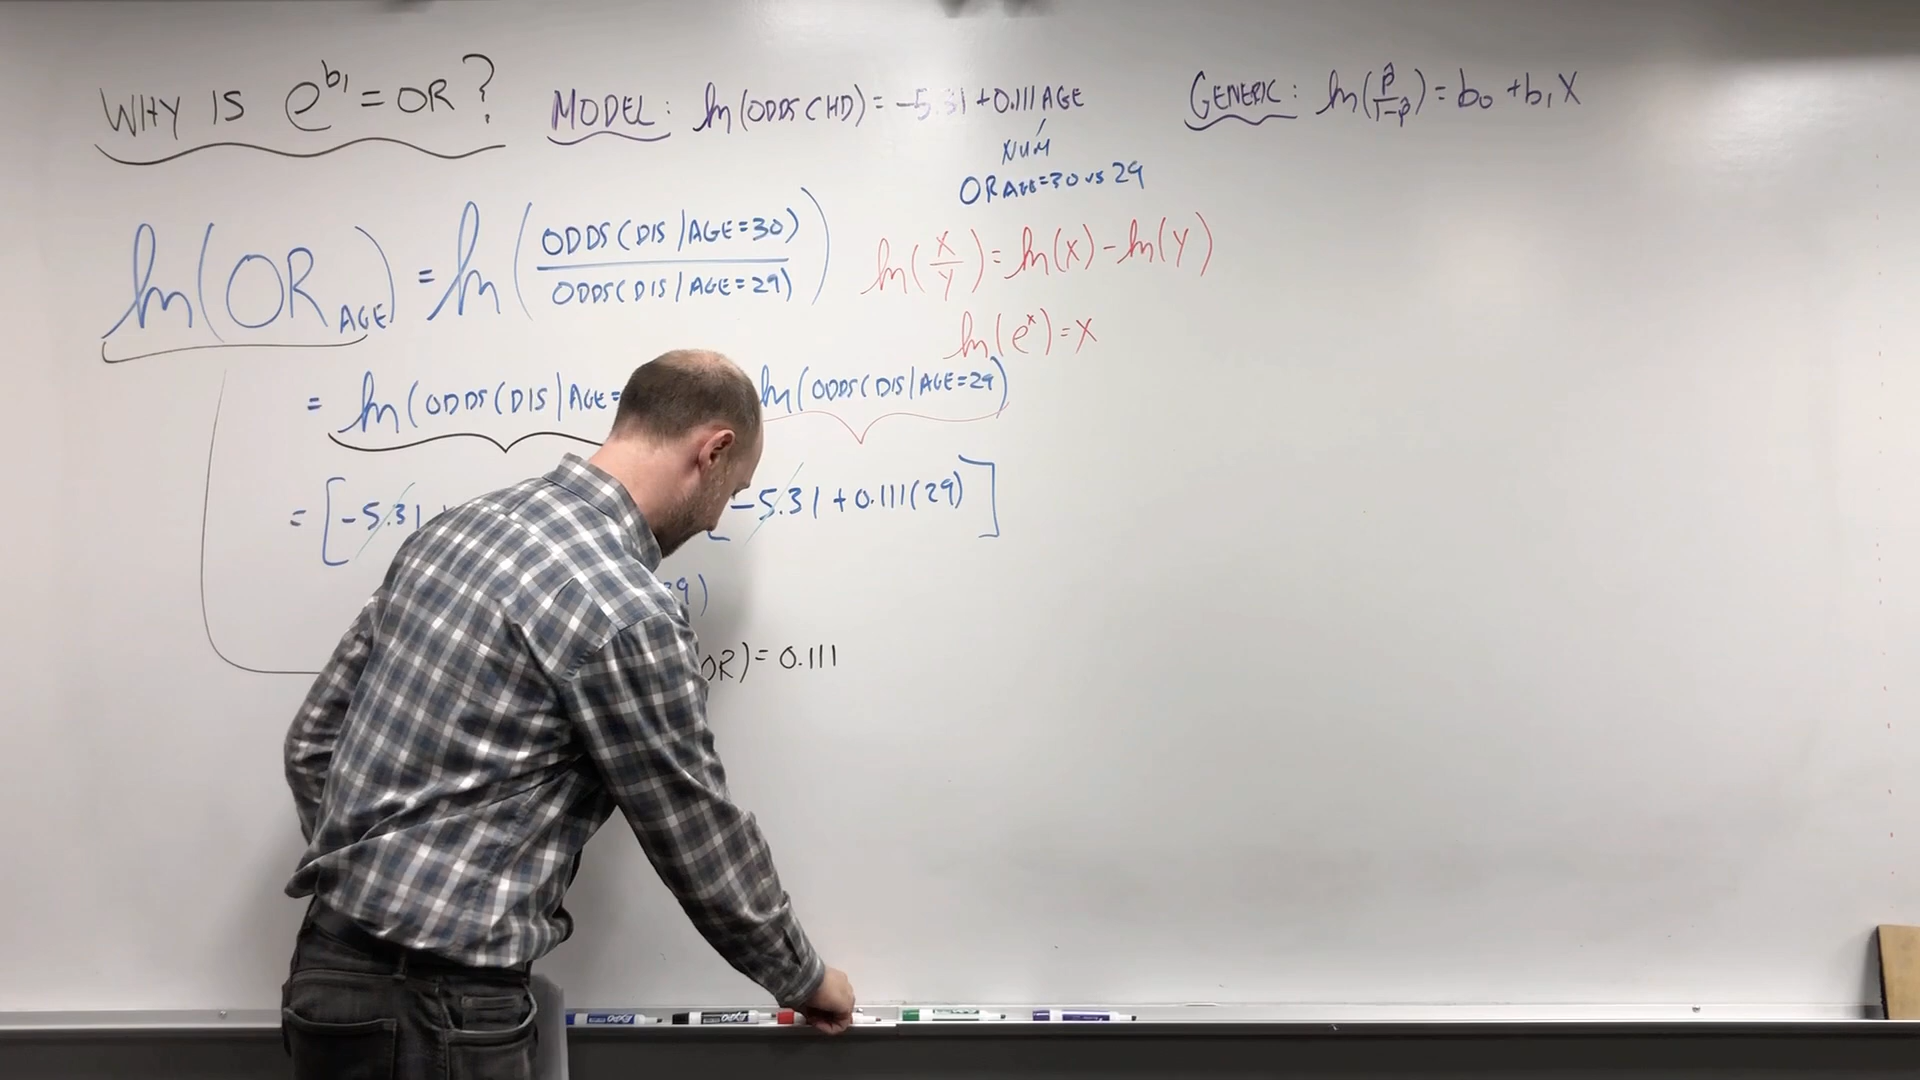 WHY IS e^b₁ = OR?
MODEL: ln(ODDS CHD) = -5.31 + 0.111 AGE
GENERIC: ln(p̂/1-p̂) = b₀ + b₁X
NUM
OR AGE=30 vs 29
ln(OR AGE) = ln(ODDS(DIS|AGE=30)/ODDS(DIS|AGE=29))
ln(X/Y) = ln(X) - ln(Y)
ln(e^x) = X
= ln(ODDS(DIS|AGE= ln(ODDS(DIS|AGE=29)
= [-5.31 [-5.31 + 0.111(29)]
29)
OR) = 0.111
EXPO
EXPO